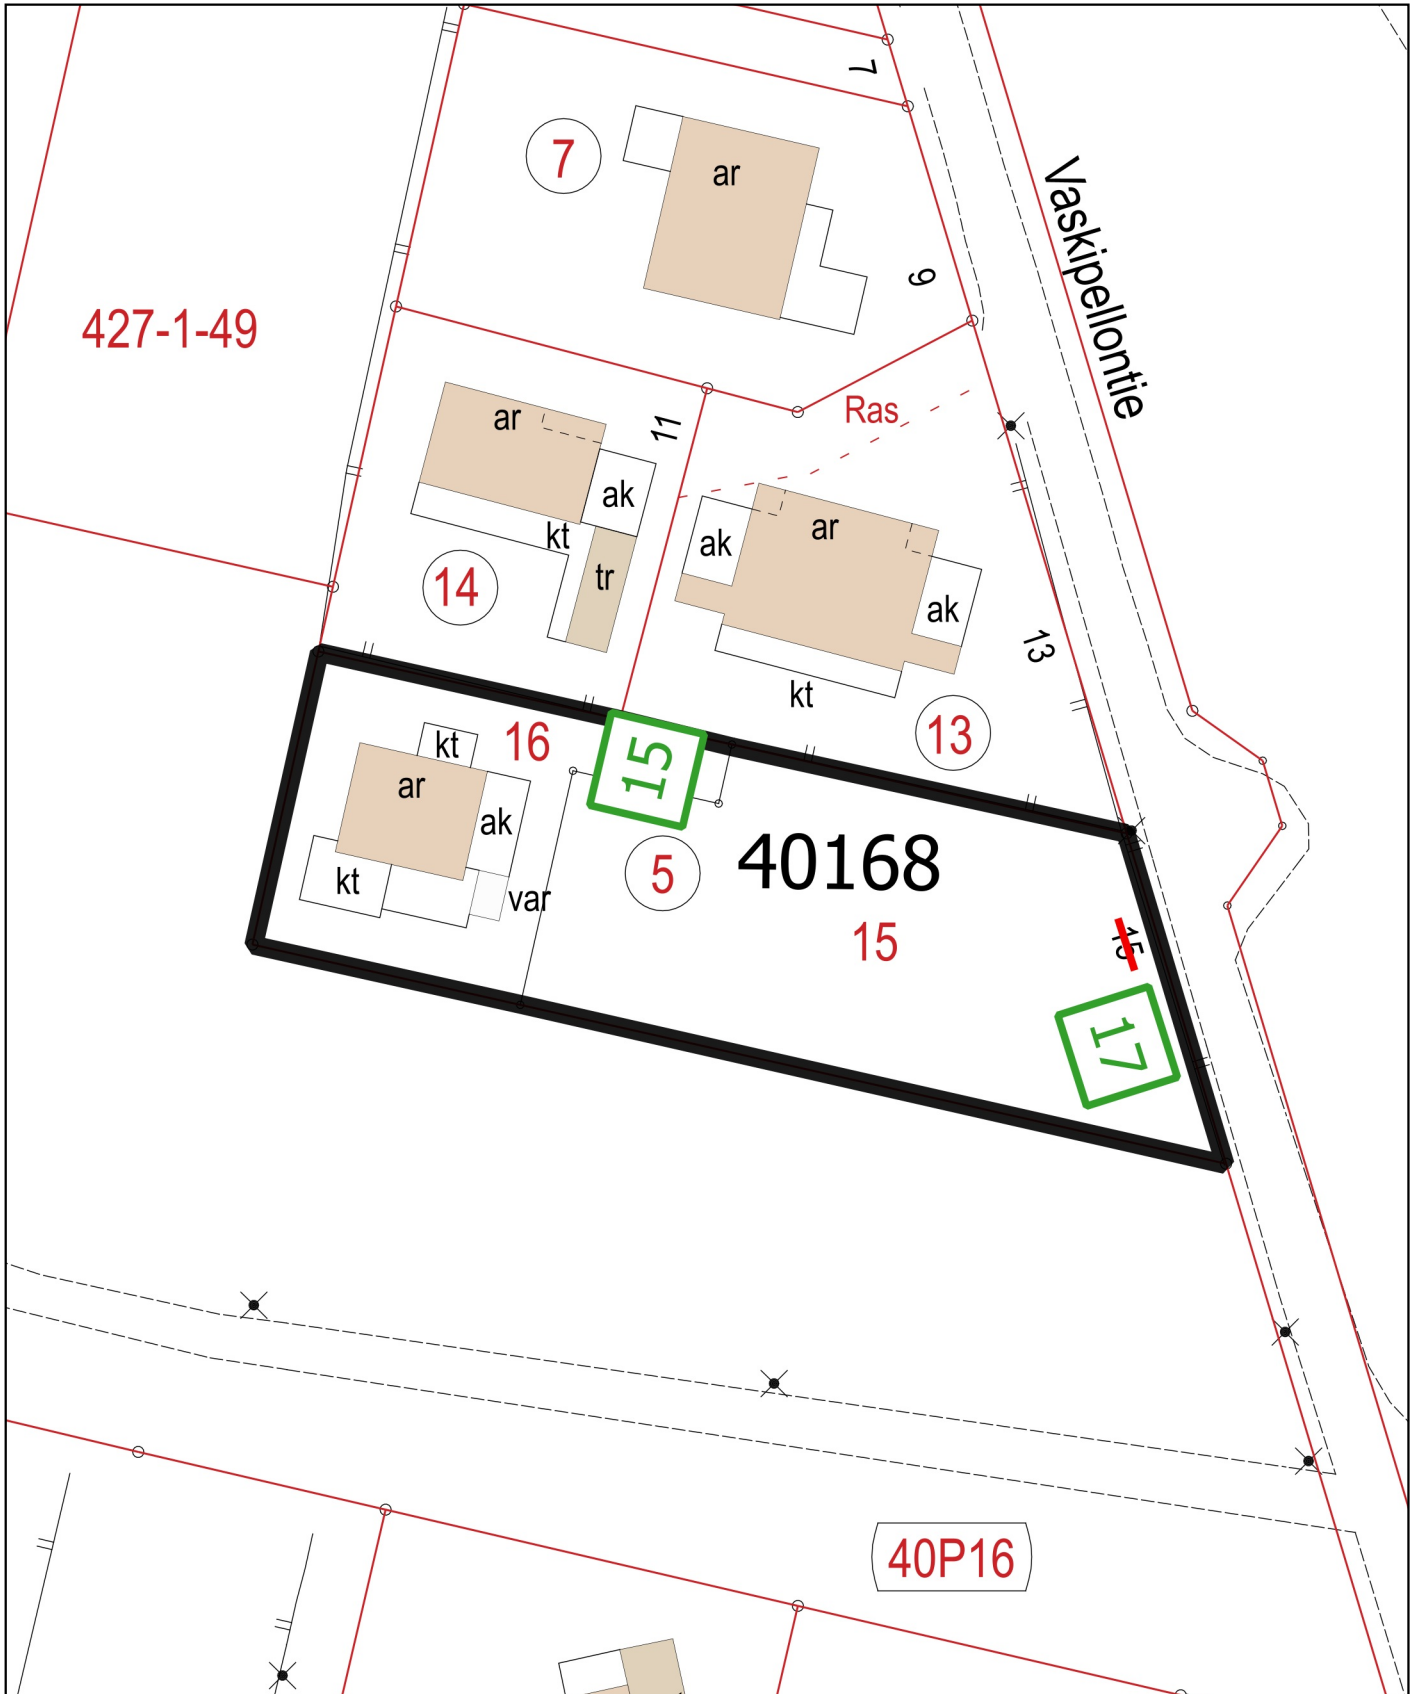 7
7
ar
Vaskipellontie
9
427-1-49
Ras
ar
11
ak
kt
tr
14
ak
ar
ak
kt
13
13
kt
16
15
ar
ak
kt
var
5
40168
15
15
17
40P16